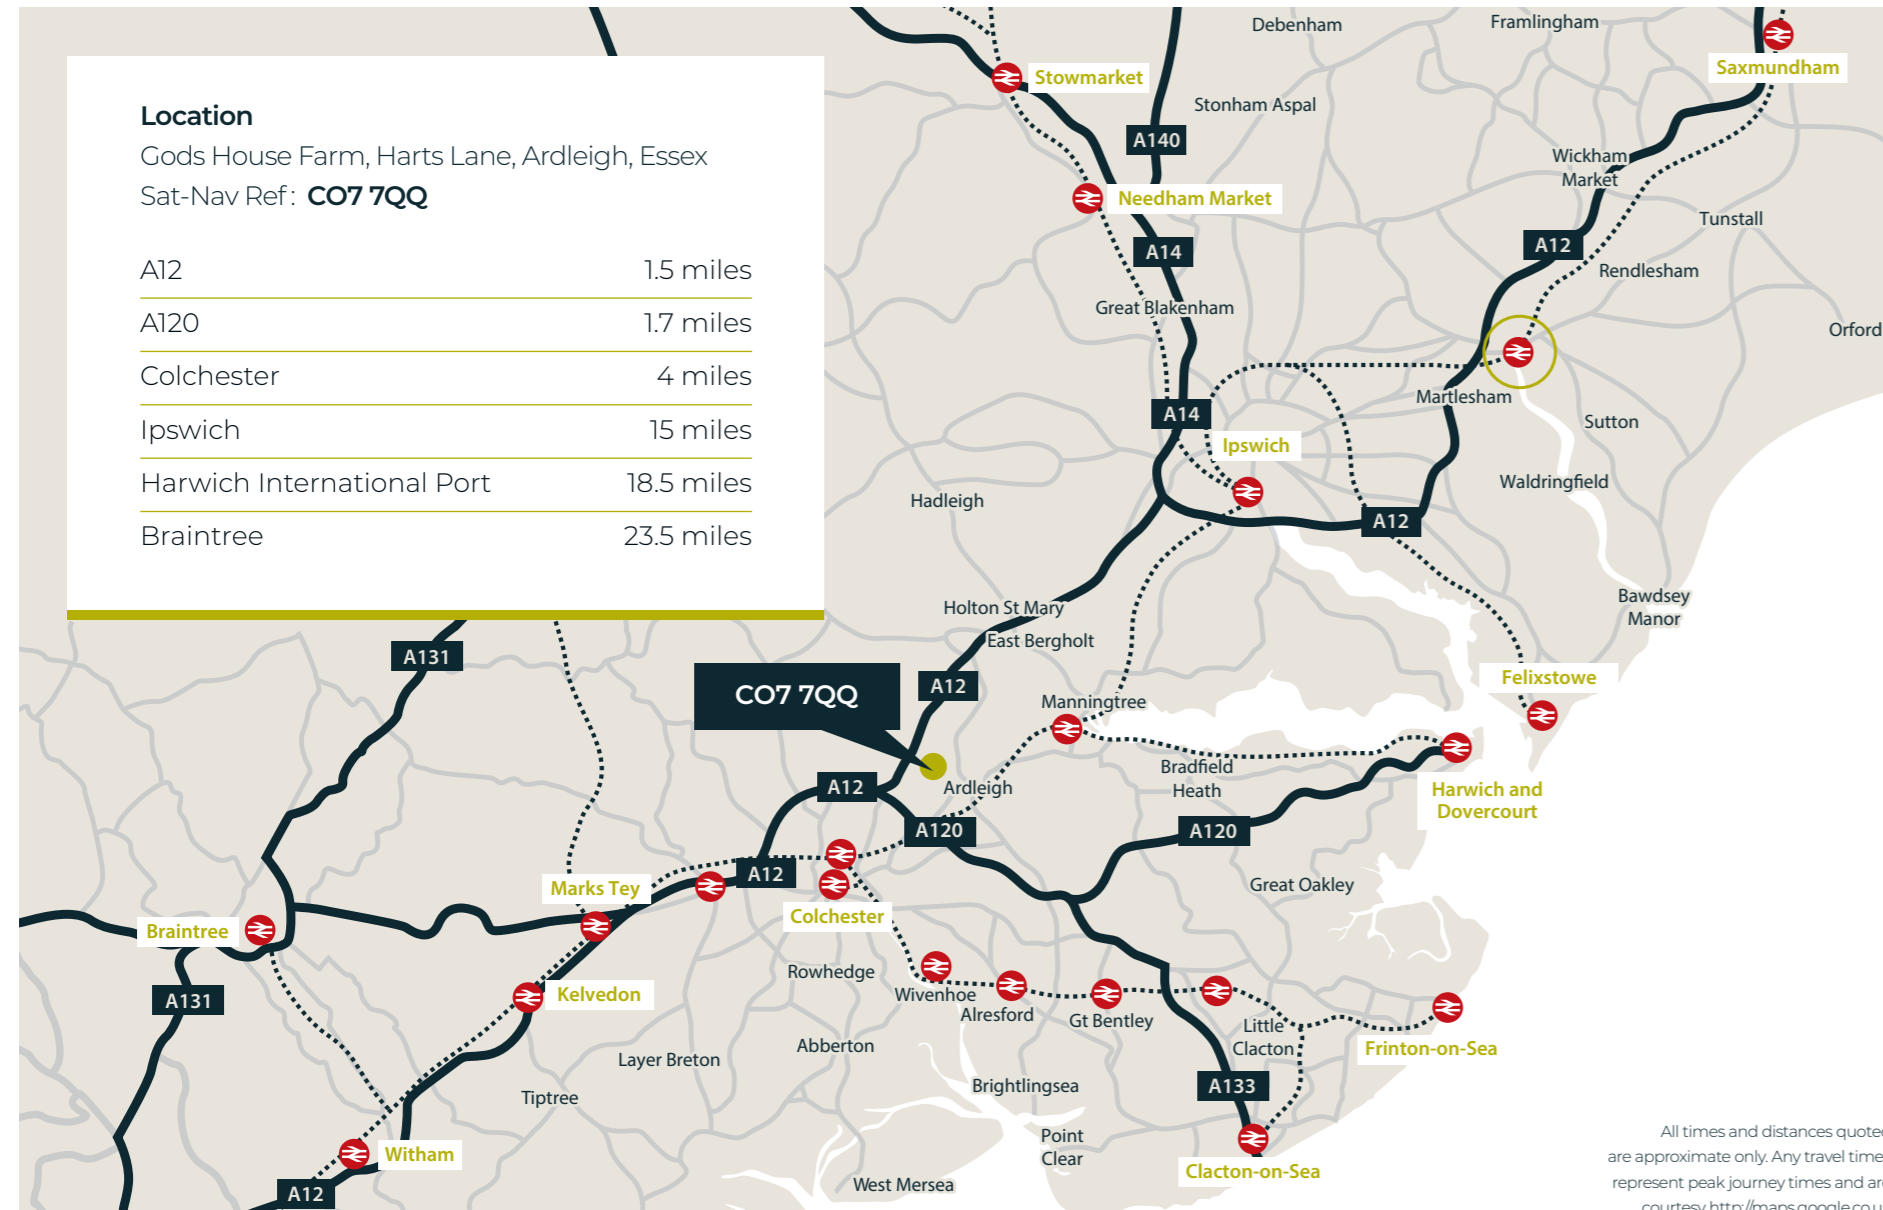 Location
Gods House Farm, Harts Lane, Ardleigh, Essex
Sat-Nav Ref : CO7 7QQ
A12 1.5 miles
A120 1.7 miles
Colchester 4 miles
Ipswich 15 miles
Harwich International Port 18.5 miles
Braintree 23.5 miles
Debenham
Framlingham
Saxmundham
Stowmarket
Stonham Aspal
A140
Wickham
Market
Needham Market
Tunstall
A14
A12
Rendlesham
Great Blakenham
Orford
Martlesham
A14
Sutton
Ipswich
Waldringfield
Hadleigh
A12
Bawdsey
Manor
Holton St Mary
East Bergholt
A131
Felixstowe
CO7 7QQ
A12
Manningtree
Bradfield
Heath
A12
Ardleigh
Harwich and
Dovercourt
A120
A120
A12
Marks Tey
Great Oakley
Colchester
Braintree
Rowhedge
Wivenhoe
Kelvedon
A131
Alresford
Gt Bentley
Little
Clacton
Abberton
Frinton-on-Sea
Layer Breton
Brightlingsea
A133
Tiptree
Point
Clear
Witham
Clacton-on-Sea
West Mersea
A12
All times and distances quoted
are approximate only. Any travel time
represent peak journey times and are
courtesy http://maps.google.co.u